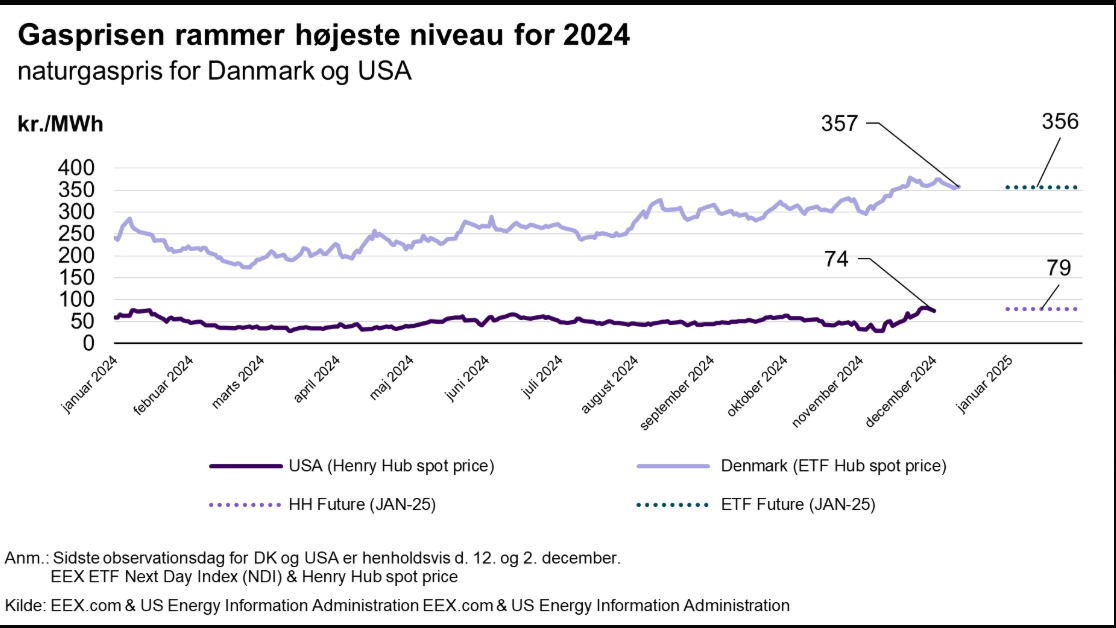 Gasprisen rammer højeste niveau for 2024
naturgaspris for Danmark og USA
kr./MWh
357
356
400
350
300
250
200
150
100
50
0
74
79
januar 2024
februar 2024
marts 2024
april 2024
maj 2024
juni 2024
juli 2024
august 2024
september 2024
oktober 2024
november 2024
december 2024
januar 2025
USA (Henry Hub spot price)
Denmark (ETF Hub spot price)
HH Future (JAN-25)
ETF Future (JAN-25)
Anm.: Sidste observationsdag for DK og USA er henholdsvis d. 12. og 2. december.
EEX ETF Next Day Index (NDI) & Henry Hub spot price
Kilde: EEX.com & US Energy Information Administration EEX.com & US Energy Information Administration